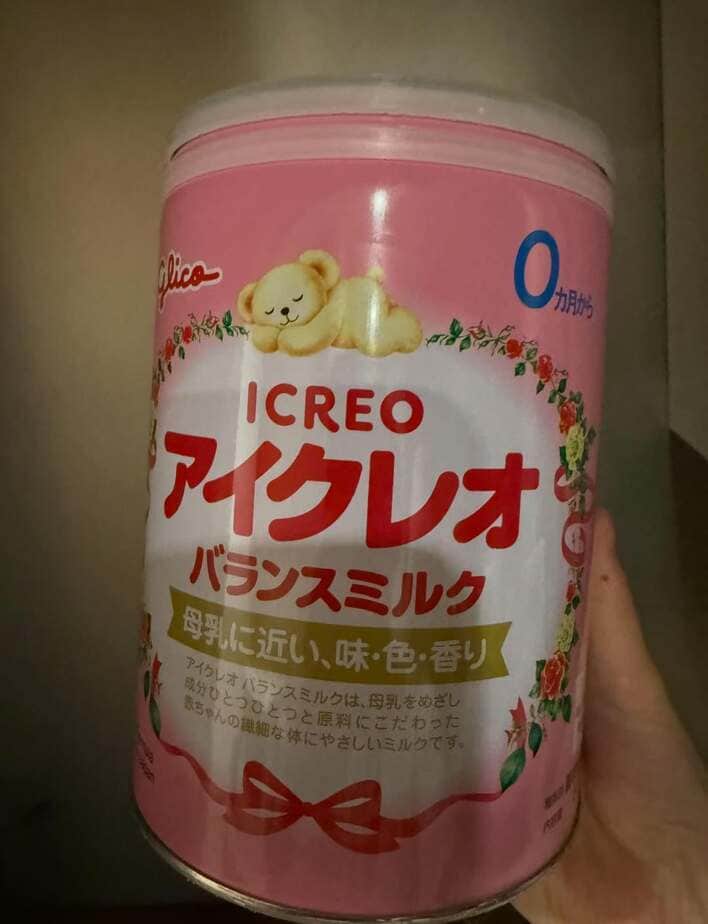 Glico
0カ月から
ICREO
アイクレオ
バランスミルク
母乳に近い、味・色・香り
アイクレオ バランスミルクは、母乳をめざし
成分ひとつひとつと原料にこだわった
赤ちゃんの繊細な体にやさしいミルクです。